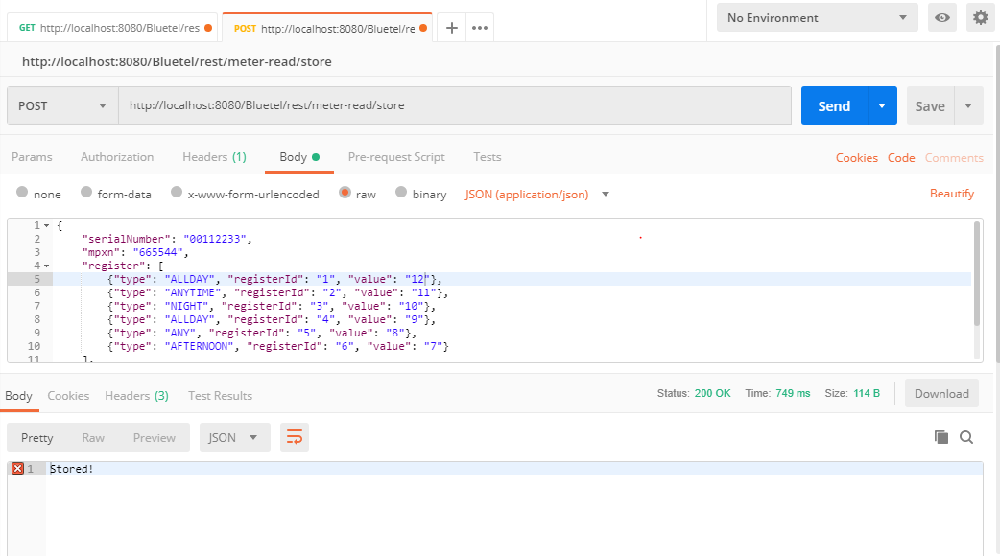 GET http://localhost:8080/Bluetel/res
POST http://localhost:8080/Bluetel/re
No Environment
http://localhost:8080/Bluetel/rest/meter-read/store
POST http://localhost:8080/Bluetel/rest/meter-read/store Send Save
Params Authorization Headers (1) Body Pre-request Script Tests Cookies Code Comments
none form-data x-www-form-urlencoded raw binary JSON (application/json) Beautify
1 {
2 "serialNumber": "00112233",
3 "mpxn": "665544",
4 "register": [
5 {"type": "ALLDAY", "registerId": "1", "value": "12"},
6 {"type": "ANYTIME", "registerId": "2", "value": "11"},
7 {"type": "NIGHT", "registerId": "3", "value": "10"},
8 {"type": "ALLDAY", "registerId": "4", "value": "9"},
9 {"type": "ANY", "registerId": "5", "value": "8"},
10 {"type": "AFTERNOON", "registerId": "6", "value": "7"}
11 ],
Body Cookies Headers (3) Test Results Status: 200 OK Time: 749 ms Size: 114 B Download
Pretty Raw Preview JSON
1 Stored!